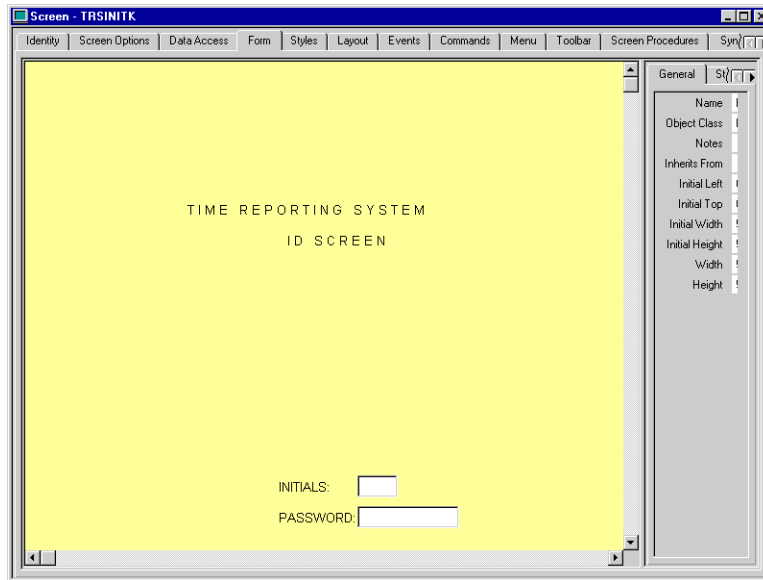 Screen - TRSINITK
Identity Screen Options Data Access Form Styles Layout Events Commands Menu Toolbar Screen Procedures
General
Name
Object Class
Notes
Inherits From
Initial Left
Initial Top
Initial Width
Initial Height
Width
Height
TIME REPORTING SYSTEM
ID SCREEN
INITIALS:
PASSWORD: